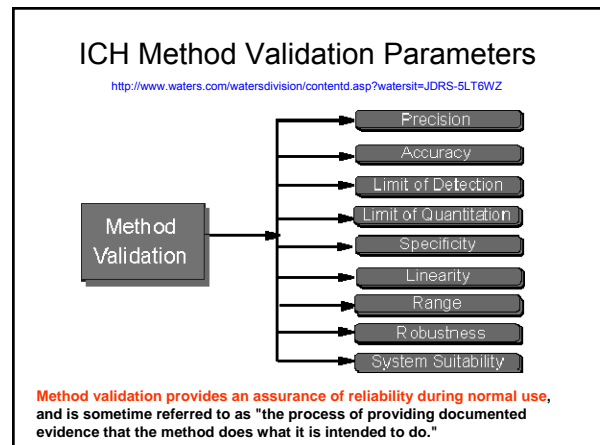 ICH Method Validation Parameters
http://www.waters.com/watersdivision/contentd.asp?watersit=JDRS-5LT6WZ
Method
Validation
Precision
Accuracy
Limit of Detection
Limit of Quantitation
Specificity
Linearity
Range
Robustness
System Suitability
Method validation provides an assurance of reliability during normal use,
and is sometime referred to as "the process of providing documented
evidence that the method does what it is intended to do."